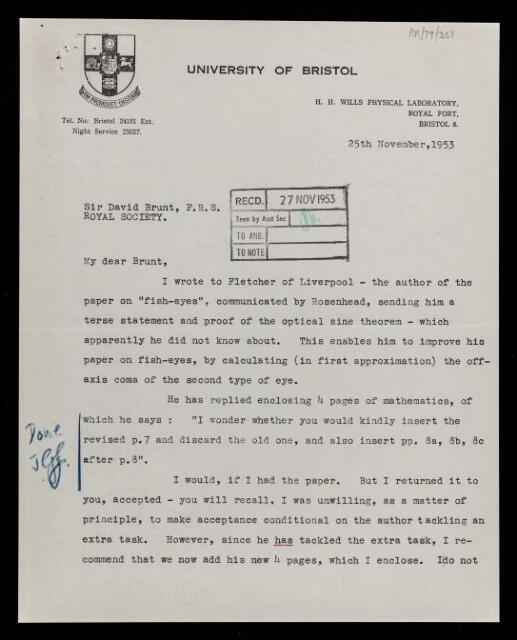 RR/79/251
VIM PROMOVET INSITAM
UNIVERSITY OF BRISTOL
H. H. WILLS PHYSICAL LABORATORY,
ROYAL FORT,
BRISTOL 8.
Tel. No: Bristol 24161 Ext.
Night Service 25027.
25th November,1953
Sir David Brunt, F.R.S.
ROYAL SOCIETY.
RECD. 27 NOV 1953
Seen by Asst Sec
TO ANS.
TO NOTE
My dear Brunt,
I wrote to Fletcher of Liverpool - the author of the
paper on "fish-eyes", communicated by Rosenhead, sending him a
terse statement and proof of the optical sine theorem - which
apparently he did not know about. This enables him to improve his
paper on fish-eyes, by calculating (in first approximation) the off-
axis coma of the second type of eye.
He has replied enclosing 4 pages of mathematics, of
which he says : "I wonder whether you would kindly insert the
revised p.7 and discard the old one, and also insert pp. 8a, 8b, 8c
after p.8".
Done
I would, if I had the paper. But I returned it to
you, accepted - you will recall, I was unwilling, as a matter of
principle, to make acceptance conditional on the author tackling an
extra task. However, since he has tackled the extra task, I re-
commend that we now add his new 4 pages, which I enclose. I do not